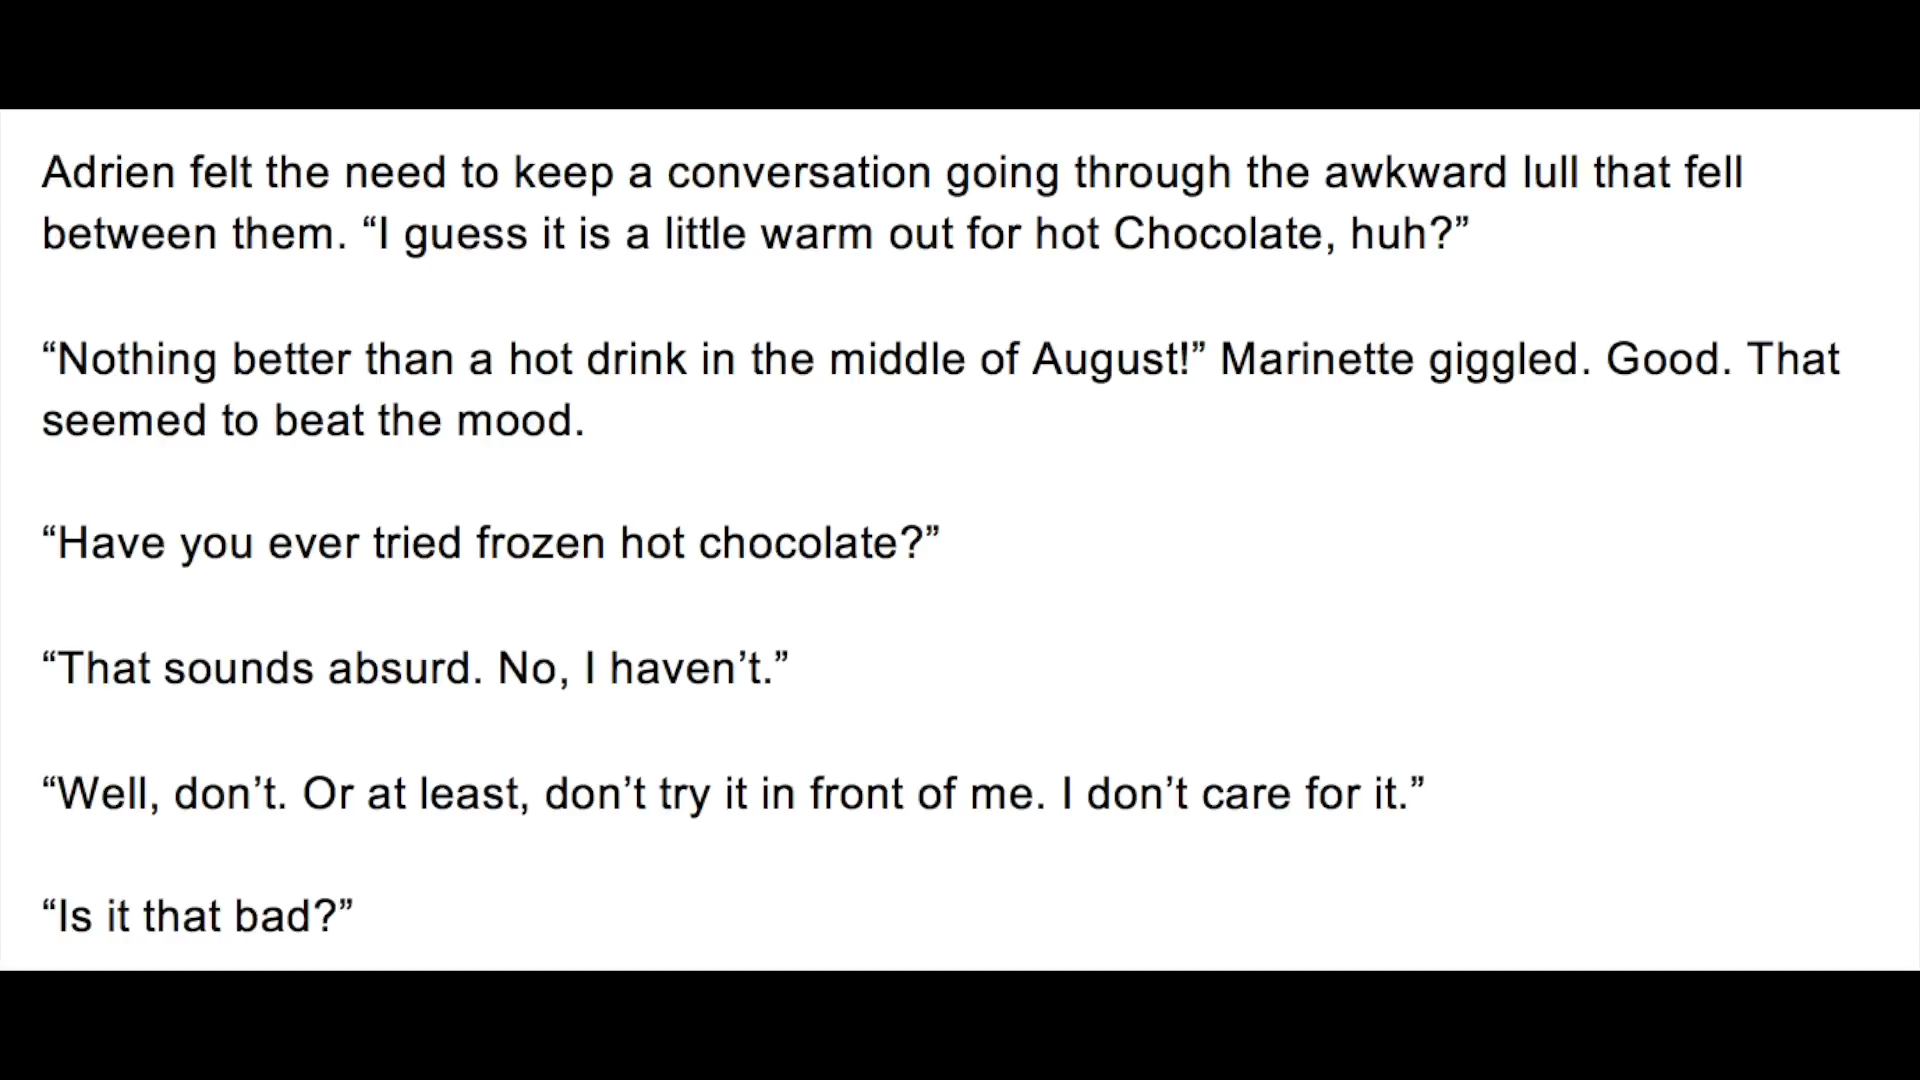 Adrien felt the need to keep a conversation going through the awkward lull that fell
between them. “I guess it is a little warm out for hot Chocolate, huh?”
“Nothing better than a hot drink in the middle of August!” Marinette giggled. Good. That
seemed to beat the mood.
“Have you ever tried frozen hot chocolate?”
“That sounds absurd. No, I haven’t.”
“Well, don’t. Or at least, don’t try it in front of me. I don’t care for it.”
“Is it that bad?”